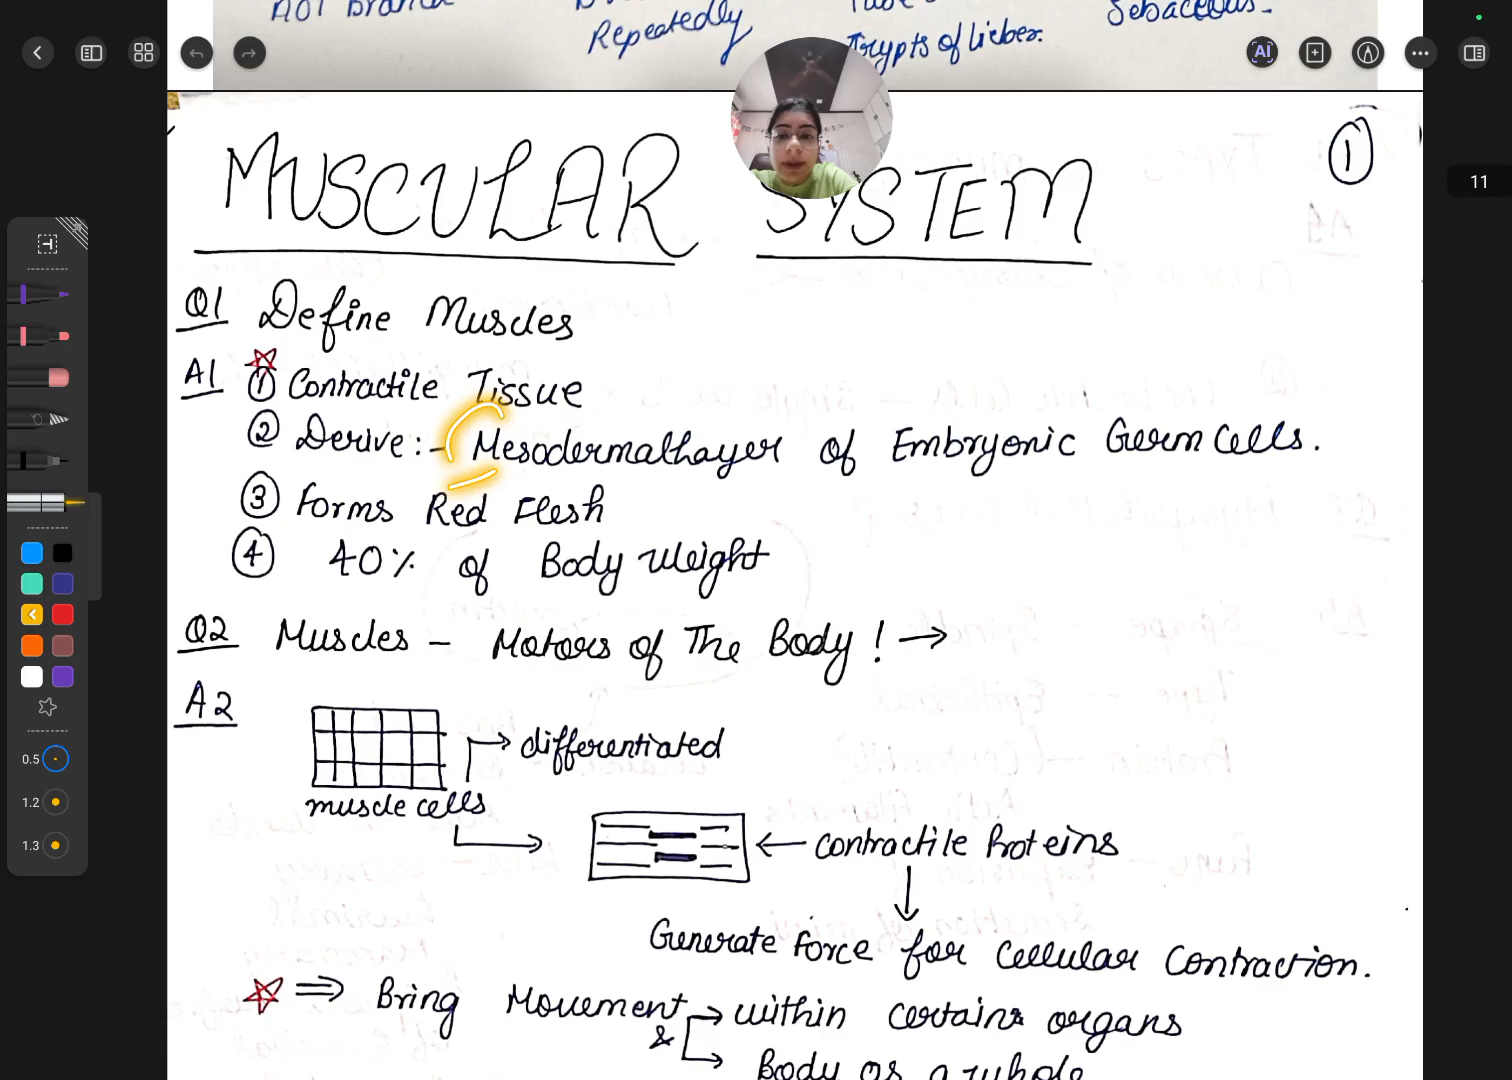 Repeatedly
Crypts of Lieber.
Sebaceous.
AI
11
MUSCULAR SYSTEM
1
Q1 Define Muscles
A1 ① Contractile Tissue
② Derive:- Mesodermal Layer of Embryonic Germ Cells.
③ Forms Red Flesh
④ 40% of Body Weight
Q2 Muscles - Motors of The Body! →
A2
→ differentiated
muscle cells
← Contractile Proteins
Generate Force for Cellular Contraction.
⇒ Bring Movement → within certain organs
& → Body as a whole
0.5
1.2
1.3